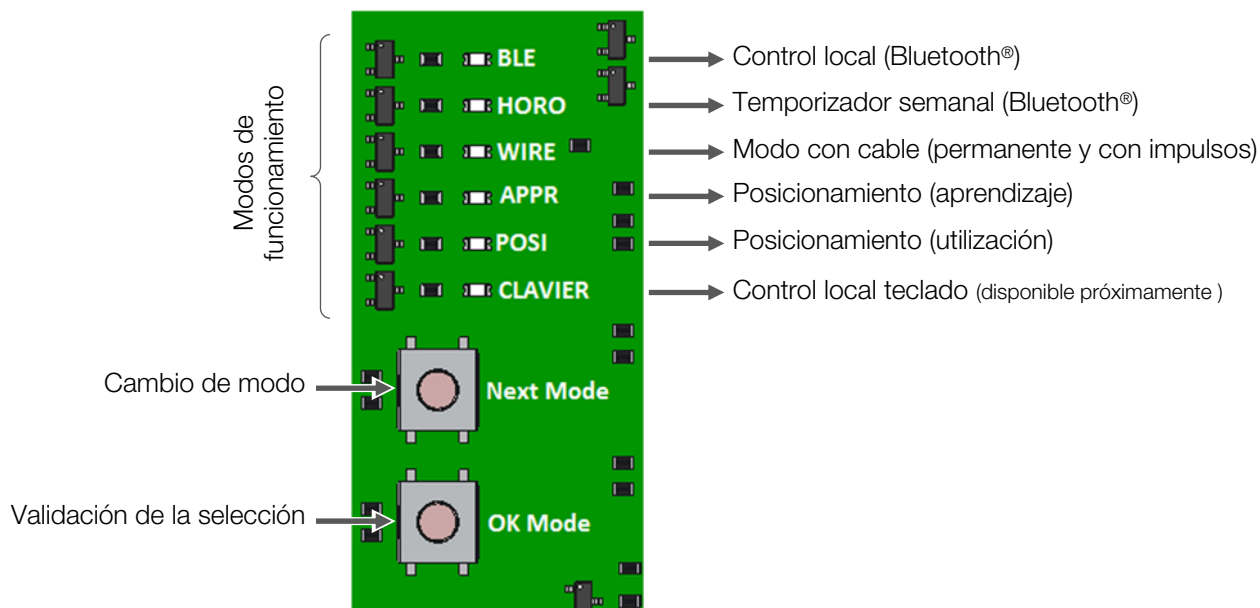 Modos de
funcionamiento
BLE
Control local (Bluetooth®)
HORO
Temporizador semanal (Bluetooth®)
WIRE
Modo con cable (permanente y con impulsos)
APPR
Posicionamiento (aprendizaje)
POSI
Posicionamiento (utilización)
CLAVIER
Control local teclado (disponible próximamente )
Cambio de modo
Next Mode
Validación de la selección
OK Mode